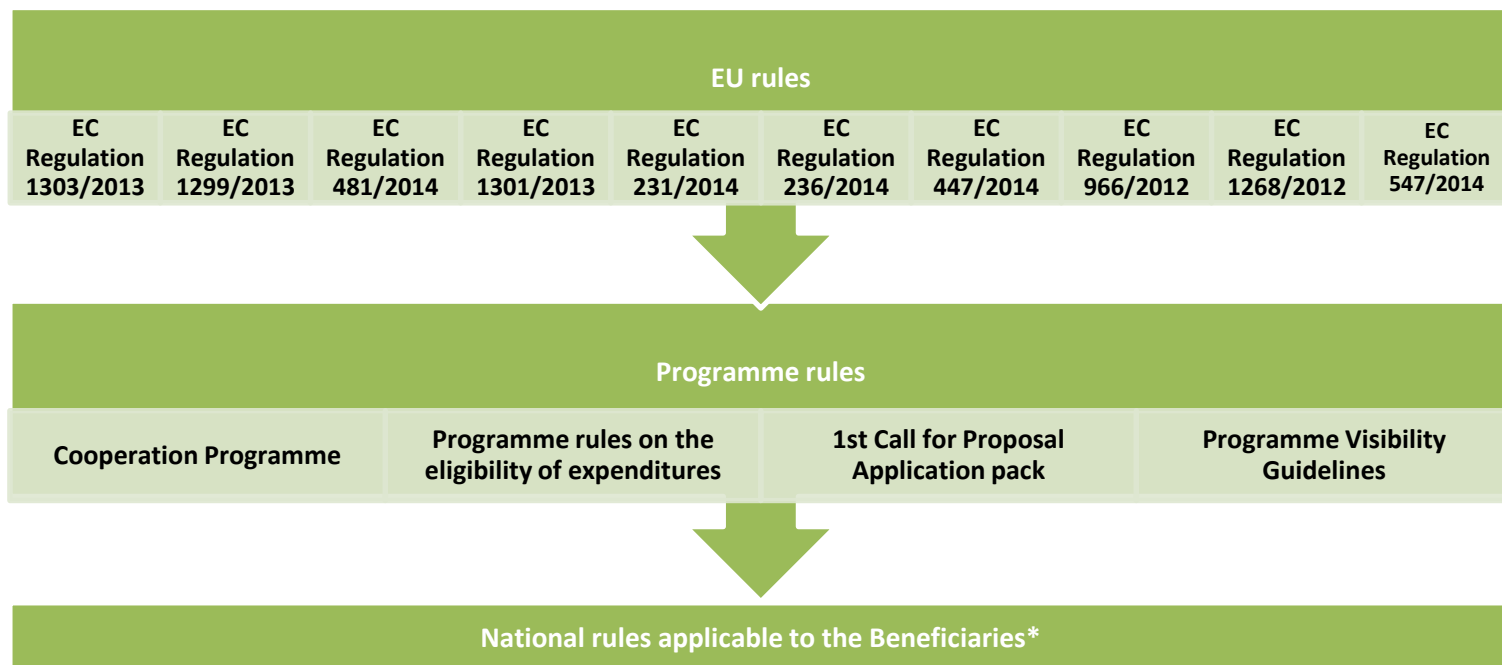 EU rules
EC
Regulation
1303/2013
EC
Regulation
1299/2013
EC
Regulation
481/2014
EC
Regulation
1301/2013
EC
Regulation
231/2014
EC
Regulation
236/2014
EC
Regulation
447/2014
EC
Regulation
966/2012
EC
Regulation
1268/2012
EC
Regulation
547/2014
Programme rules
Cooperation Programme
Programme rules on the
eligibility of expenditures
1st Call for Proposal
Application pack
Programme Visibility
Guidelines
National rules applicable to the Beneficiaries*